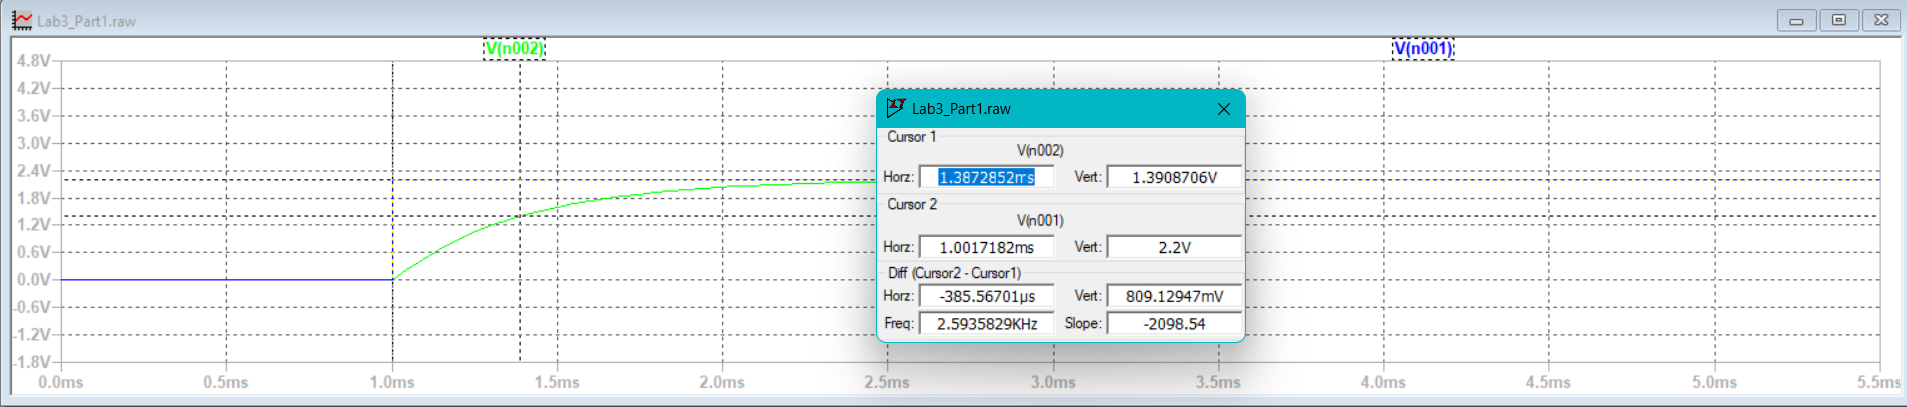 Lab3_Part1.raw
V(n002) V(n001)
4.8V
4.2V
3.6V
3.0V
2.4V
1.8V
1.2V
0.6V
0.0V
-0.6V
-1.2V
-1.8V
0.0ms 0.5ms 1.0ms 1.5ms 2.0ms 2.5ms 3.0ms 3.5ms 4.0ms 4.5ms 5.0ms 5.5ms
Lab3_Part1.raw
Cursor 1
V(n002)
Horz: 1.3872852ms Vert: 1.3908706V
Cursor 2
V(n001)
Horz: 1.0017182ms Vert: 2.2V
Diff (Cursor2 - Cursor1)
Horz: -385.56701µs Vert: 809.12947mV
Freq: 2.5935829KHz Slope: -2098.54